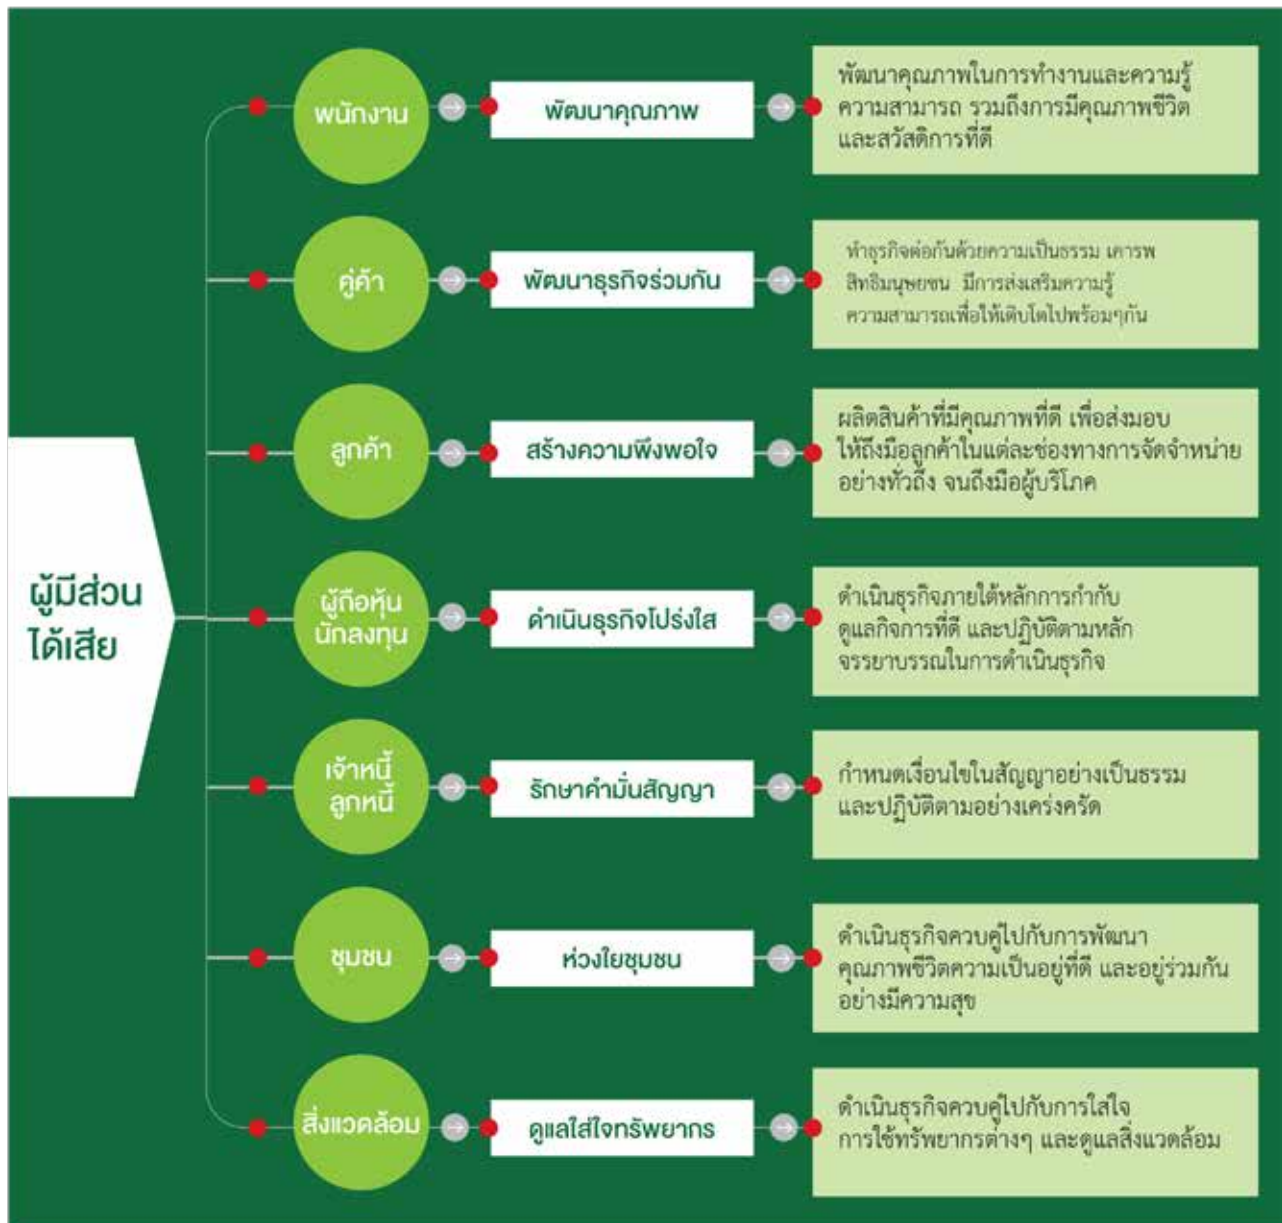 ผู้มีส่วน
ได้เสีย
พนักงาน
พัฒนาคุณภาพ
พัฒนาคุณภาพในการทำงานและความรู้
ความสามารถ รวมถึงการมีคุณภาพชีวิต
และสวัสดิการที่ดี
คู่ค้า
พัฒนาธุรกิจร่วมกัน
ทำธุรกิจต่อกันด้วยความเป็นธรรม เคารพ
สิทธิมนุษยชน มีการส่งเสริมความรู้
ความสามารถเพื่อให้เติบโตไปพร้อมๆกัน
ลูกค้า
สร้างความพึงพอใจ
ผลิตสินค้าที่มีคุณภาพที่ดี เพื่อส่งมอบ
ให้ถึงมือลูกค้าในแต่ละช่องทางการจัดจำหน่าย
อย่างทั่วถึง จนถึงมือผู้บริโภค
ผู้ถือหุ้น
นักลงทุน
ดำเนินธุรกิจโปร่งใส
ดำเนินธุรกิจภายใต้หลักการกำกับ
ดูแลกิจการที่ดี และปฏิบัติตามหลัก
จรรยาบรรณในการดำเนินธุรกิจ
เจ้าหนี้
ลูกหนี้
รักษาคำมั่นสัญญา
กำหนดเงื่อนไขในสัญญาอย่างเป็นธรรม
และปฏิบัติตามอย่างเคร่งครัด
ชุมชน
ห่วงใยชุมชน
ดำเนินธุรกิจควบคู่ไปกับการพัฒนา
คุณภาพชีวิตความเป็นอยู่ที่ดี และอยู่ร่วมกัน
อย่างมีความสุข
สิ่งแวดล้อม
ดูแลใส่ใจทรัพยากร
ดำเนินธุรกิจควบคู่ไปกับการใส่ใจ
การใช้ทรัพยากรต่างๆ และดูแลสิ่งแวดล้อม